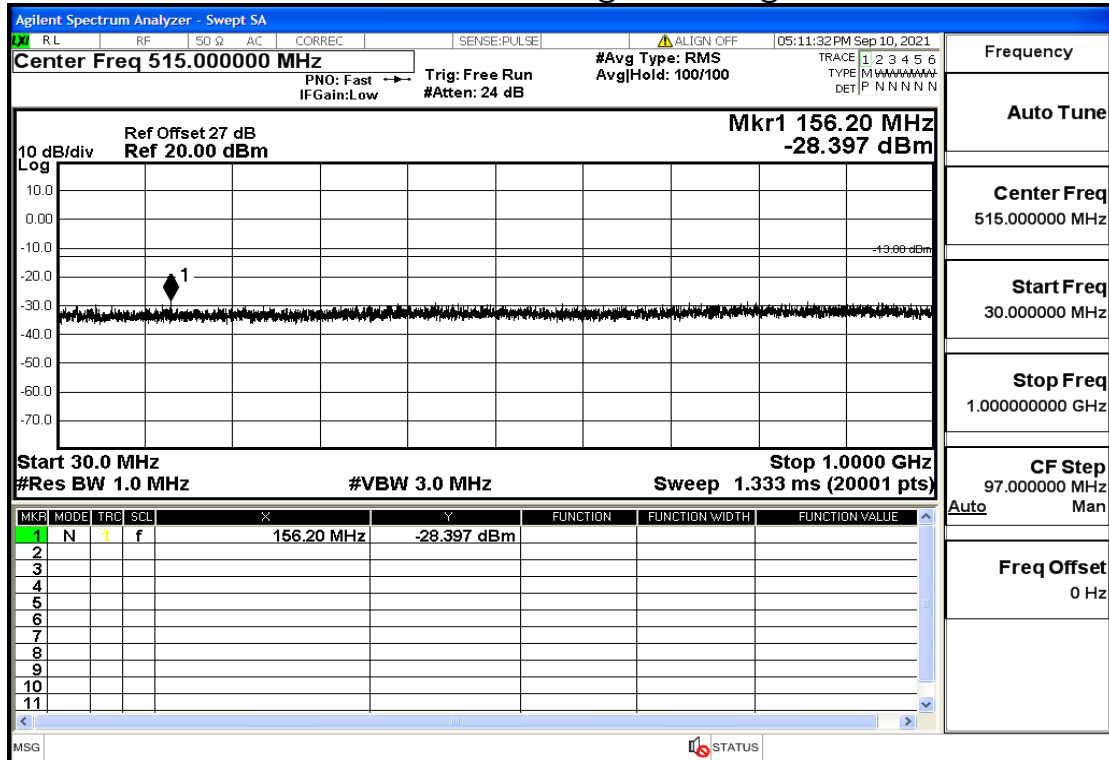 Agilent Spectrum Analyzer - Swept SA
LXI RL RF 50 Ω AC CORREC SENSE:PULSE ALIGN OFF 05:11:32 PM Sep 10, 2021
Center Freq 515.000000 MHz #Avg Type: RMS TRACE 1 2 3 4 5 6
PNO: Fast Trig: Free Run Avg|Hold: 100/100 TYPE M WWWWW
IFGain:Low #Atten: 24 dB DET P N N N N N
Mkr1 156.20 MHz
-28.397 dBm
Ref Offset 27 dB
10 dB/div Ref 20.00 dBm
Log
10.0
0.00
-10.0
-13.00 dBm
-20.0
1
-30.0
-40.0
-50.0
-60.0
-70.0
Start 30.0 MHz Stop 1.0000 GHz
#Res BW 1.0 MHz #VBW 3.0 MHz Sweep 1.333 ms (20001 pts)
MKR MODE TRC SCL X Y FUNCTION FUNCTION WIDTH FUNCTION VALUE
1 N 1 f 156.20 MHz -28.397 dBm
2
3
4
5
6
7
8
9
10
11
MSG STATUS
Frequency
Auto Tune
Center Freq
515.000000 MHz
Start Freq
30.000000 MHz
Stop Freq
1.000000000 GHz
CF Step
97.000000 MHz
Auto Man
Freq Offset
0 Hz